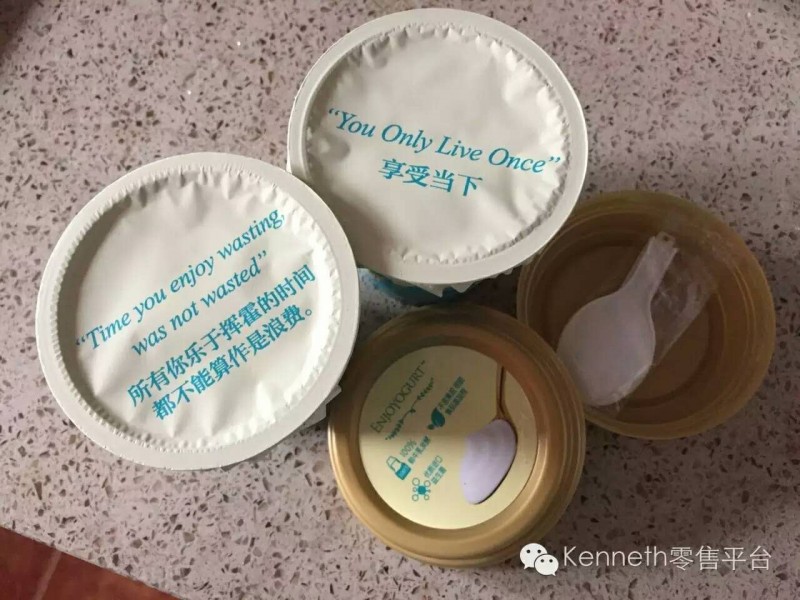 “You Only Live Once”
享受当下
“Time you enjoy wasting,
was not wasted”
所有你乐于挥霍的时间
都不能算作是浪费。
ENJOYOGURT™
100%
Kenneth零售平台